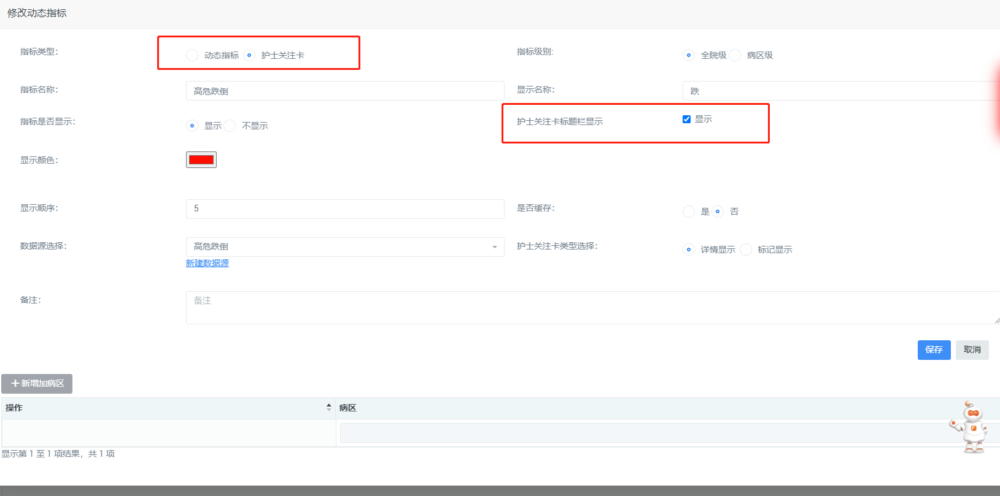 修改动态指标
指标类型: 动态指标 护士关注卡 指标级别: 全院级 病区级
指标名称: 高危跌倒 显示名称: 跌
指标是否显示: 显示 不显示 护士关注卡标题栏显示 显示
显示颜色:
显示顺序: 5 是否缓存: 是 否
数据源选择: 高危跌倒 护士关注卡类型选择: 详情显示 标记显示
新建数据源
备注: 备注
保存 取消
新增加病区
操作 病区
显示第 1 至 1 项结果，共 1 项